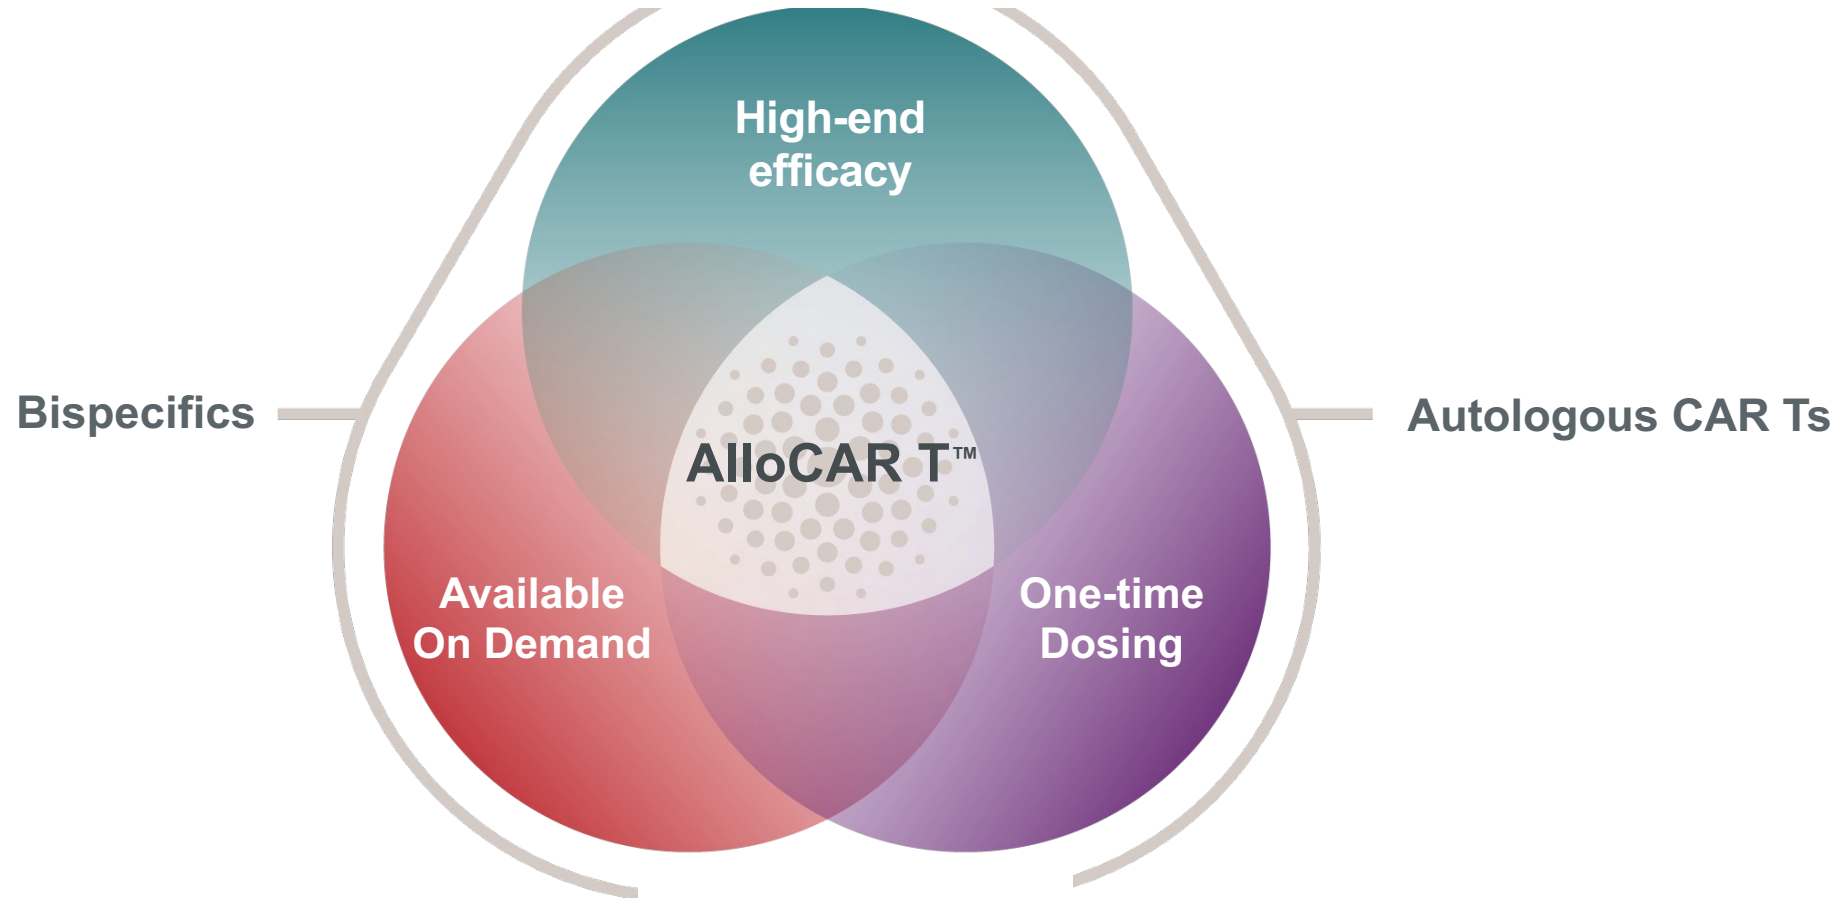 High-end
efficacy
Bispecifics
Autologous CAR Ts
AlloCAR T™
Available
On Demand
One-time
Dosing